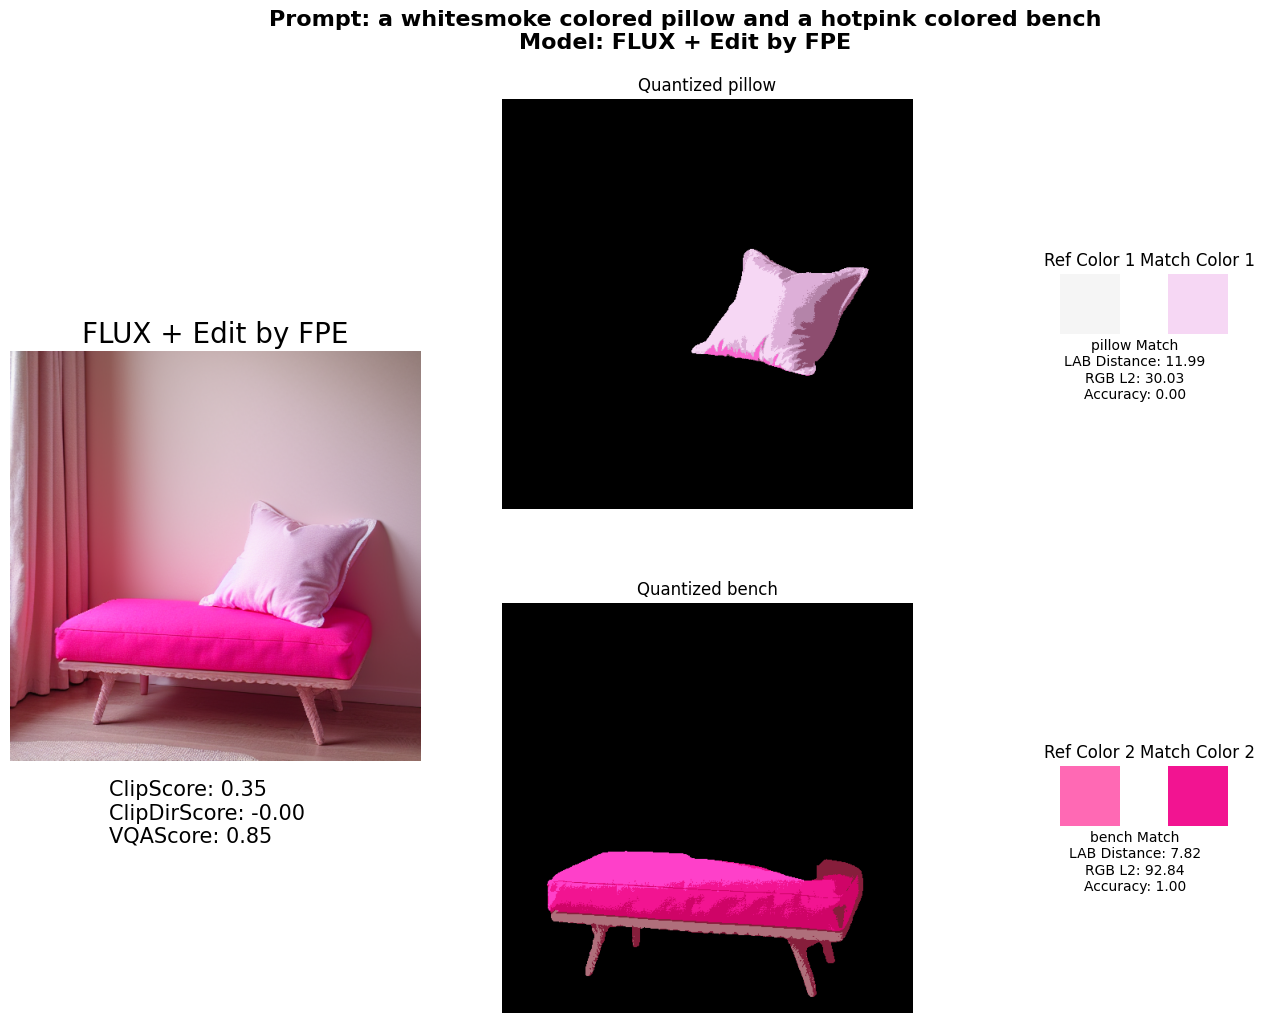 Prompt: a whitesmoke colored pillow and a hotpink colored bench
Model: FLUX + Edit by FPE
Quantized pillow
Ref Color 1 Match Color 1
pillow Match
LAB Distance: 11.99
RGB L2: 30.03
Accuracy: 0.00
FLUX + Edit by FPE
ClipScore: 0.35
ClipDirScore: -0.00
VQAScore: 0.85
Quantized bench
Ref Color 2 Match Color 2
bench Match
LAB Distance: 7.82
RGB L2: 92.84
Accuracy: 1.00